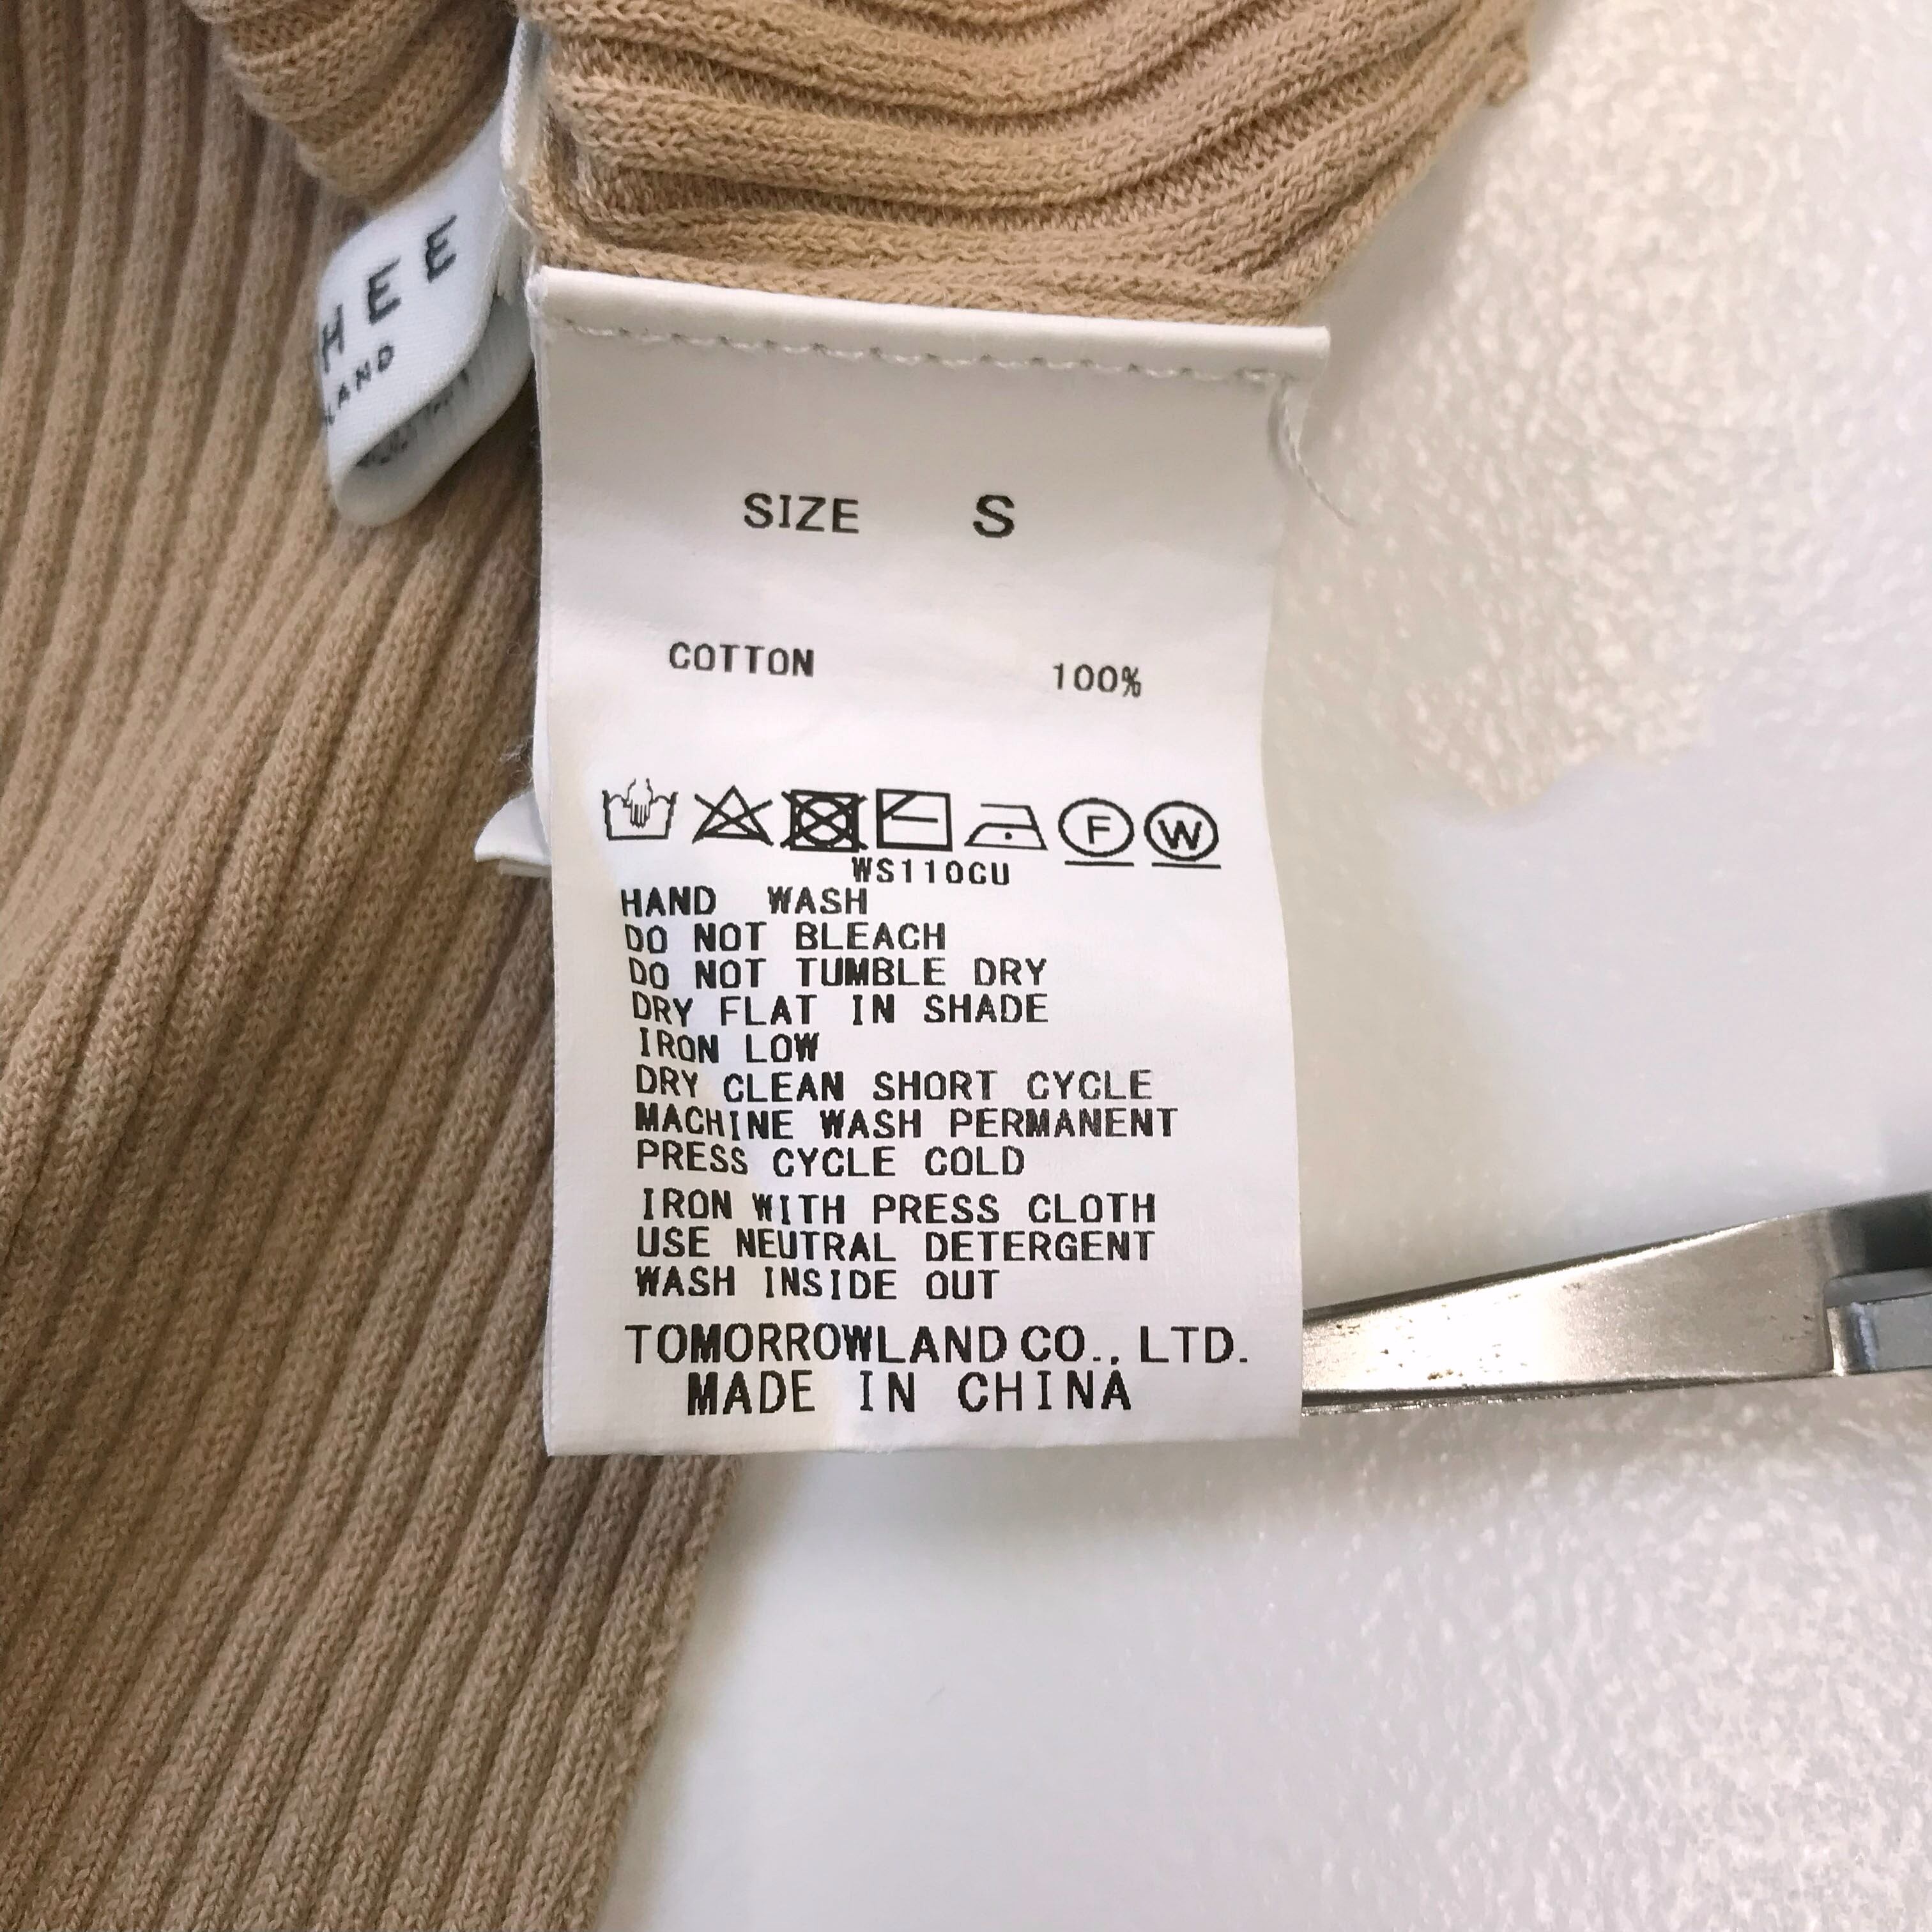 HEE
LAND
SIZE S
COTTON 100%
F W
WS110CU
HAND WASH
DO NOT BLEACH
DO NOT TUMBLE DRY
DRY FLAT IN SHADE
IRON LOW
DRY CLEAN SHORT CYCLE
MACHINE WASH PERMANENT
PRESS CYCLE COLD
IRON WITH PRESS CLOTH
USE NEUTRAL DETERGENT
WASH INSIDE OUT
TOMORROWLAND CO., LTD.
MADE IN CHINA